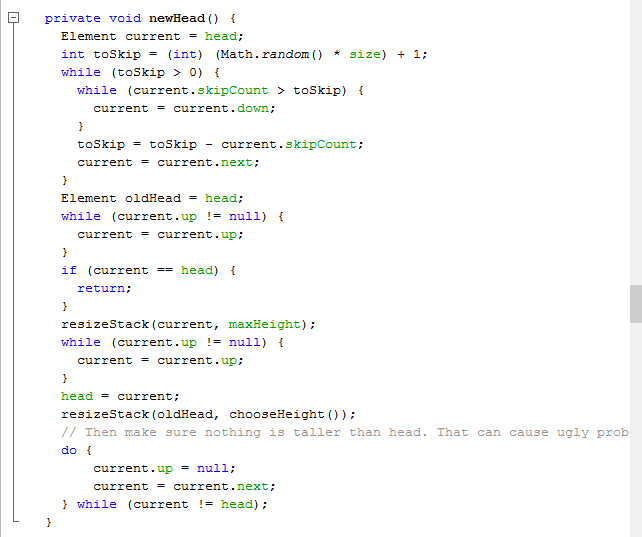 private void newHead() {
  Element current = head;
  int toSkip = (int) (Math.random() * size) + 1;
  while (toSkip > 0) {
    while (current.skipCount > toSkip) {
      current = current.down;
    }
    toSkip = toSkip - current.skipCount;
    current = current.next;
  }
  Element oldHead = head;
  while (current.up != null) {
    current = current.up;
  }
  if (current == head) {
    return;
  }
  resizeStack(current, maxHeight);
  while (current.up != null) {
    current = current.up;
  }
  head = current;
  resizeStack(oldHead, chooseHeight());
  // Then make sure nothing is taller than head. That can cause ugly prob
  do {
      current.up = null;
      current = current.next;
  } while (current != head);
}